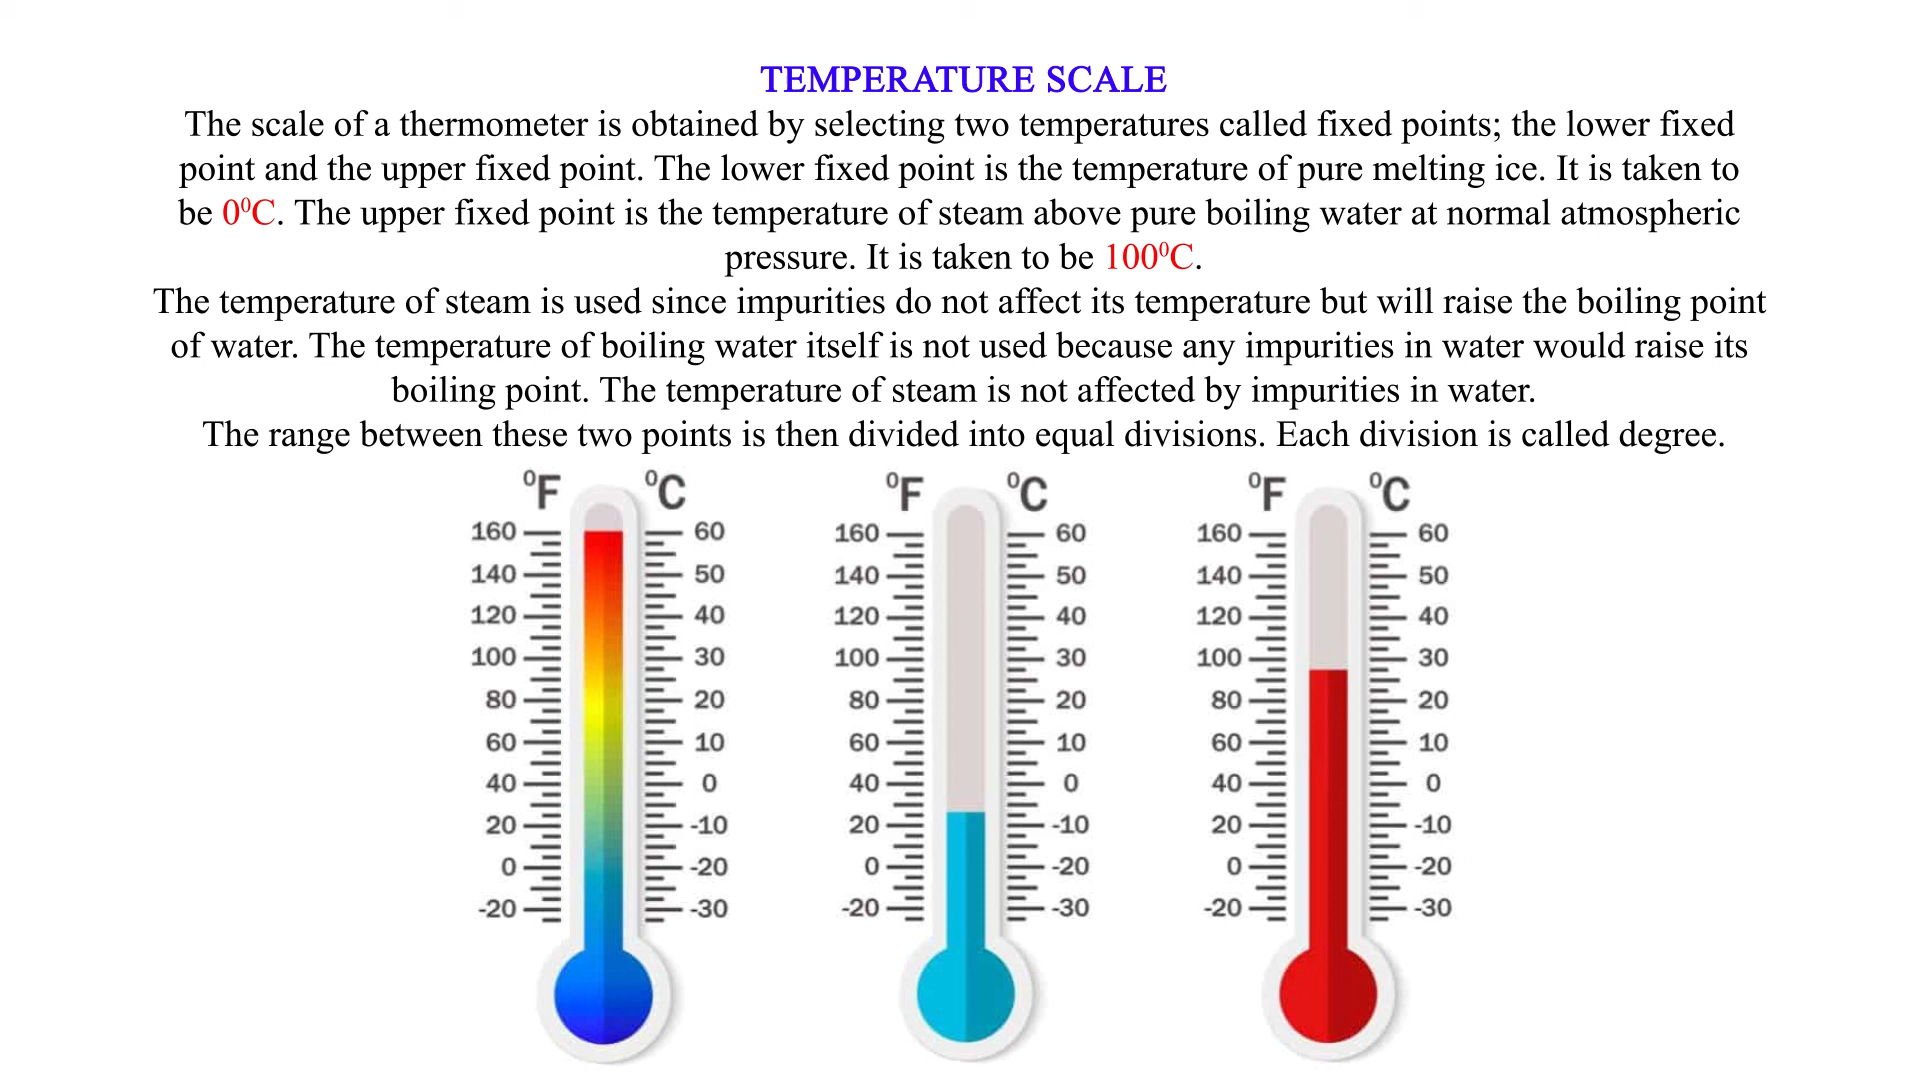 TEMPERATURE SCALE
The scale of a thermometer is obtained by selecting two temperatures called fixed points; the lower fixed
point and the upper fixed point. The lower fixed point is the temperature of pure melting ice. It is taken to
be 0⁰C. The upper fixed point is the temperature of steam above pure boiling water at normal atmospheric
pressure. It is taken to be 100⁰C.
The temperature of steam is used since impurities do not affect its temperature but will raise the boiling point
of water. The temperature of boiling water itself is not used because any impurities in water would raise its
boiling point. The temperature of steam is not affected by impurities in water.
The range between these two points is then divided into equal divisions. Each division is called degree.
⁰F ⁰C ⁰F ⁰C ⁰F ⁰C
160 60 160 60 160 60
140 50 140 50 140 50
120 40 120 40 120 40
100 30 100 30 100 30
80 20 80 20 80 20
60 10 60 10 60 10
40 0 40 0 40 0
20 -10 20 -10 20 -10
0 -20 0 -20 0 -20
-20 -30 -20 -30 -20 -30